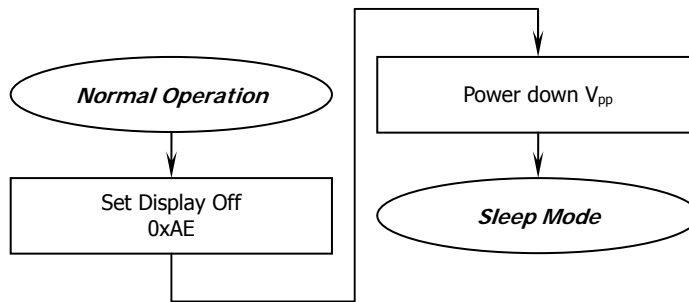 Normal Operation
Set Display Off
0xAE
Power down Vpp
Sleep Mode